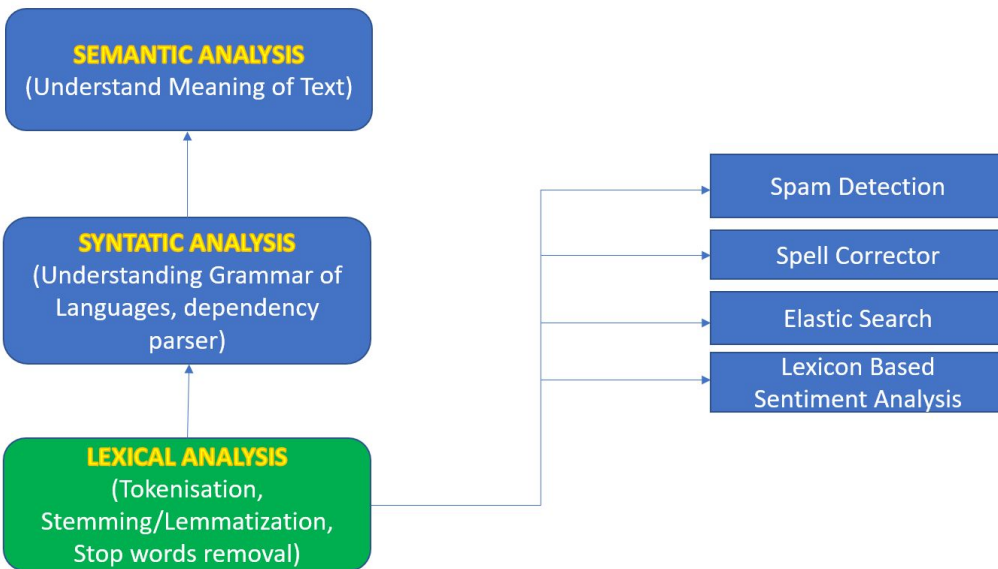 SEMANTIC ANALYSIS
(Understand Meaning of Text)
SYNTATIC ANALYSIS
(Understanding Grammar of
Languages, dependency
parser)
LEXICAL ANALYSIS
(Tokenisation,
Stemming/Lemmatization,
Stop words removal)
Spam Detection
Spell Corrector
Elastic Search
Lexicon Based
Sentiment Analysis